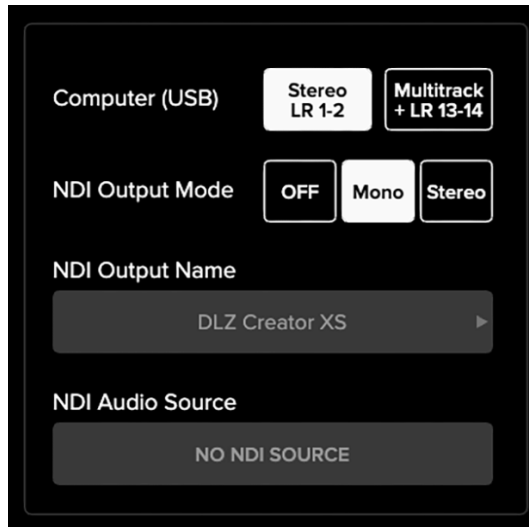 Computer (USB)
Stereo
LR 1-2
Multitrack
+ LR 13-14
NDI Output Mode
OFF
Mono
Stereo
NDI Output Name
DLZ Creator XS
NDI Audio Source
NO NDI SOURCE